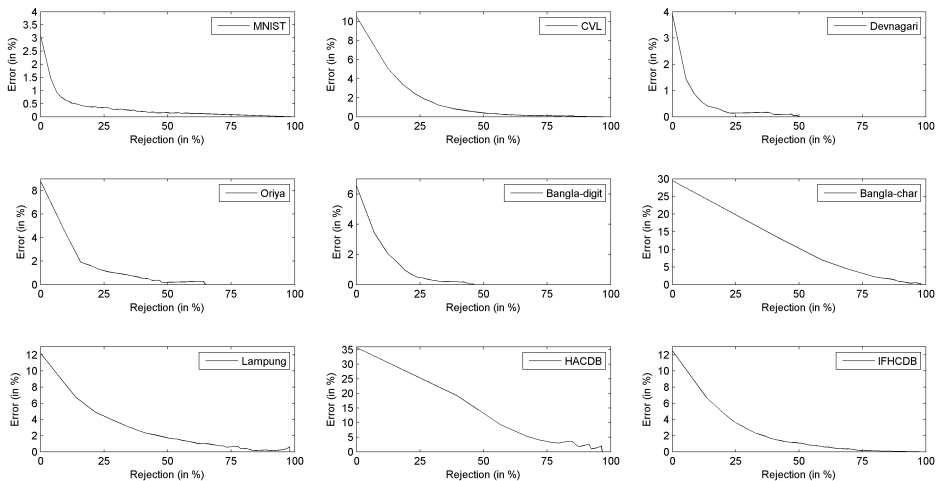 MNIST
Error (in %)
4
3.5
3
2.5
2
1.5
1
0.5
0
0 25 50 75 100
Rejection (in %)
CVL
Error (in %)
10
8
6
4
2
0
0 25 50 75 100
Rejection (in %)
Devnagari
Error (in %)
4
3
2
1
0
0 25 50 75 100
Rejection (in %)
Oriya
Error (in %)
8
6
4
2
0
0 25 50 75 100
Rejection (in %)
Bangla-digit
Error (in %)
6
4
2
0
0 25 50 75 100
Rejection (in %)
Bangla-char
Error (in %)
30
25
20
15
10
5
0
0 25 50 75 100
Rejection (in %)
Lampung
Error (in %)
12
10
8
6
4
2
0
0 25 50 75 100
Rejection (in %)
HACDB
Error (in %)
35
30
25
20
15
10
5
0
0 25 50 75 100
Rejection (in %)
IFHCDB
Error (in %)
12
10
8
6
4
2
0
0 25 50 75 100
Rejection (in %)